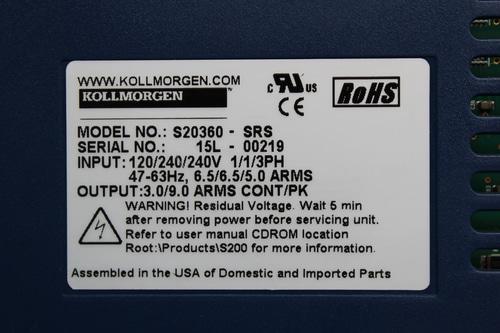 WWW.KOLLMORGEN.COM
KOLLMORGEN
C UL US
CE
RoHS
MODEL NO.: S20360 - SRS
SERIAL NO.: 15L - 00219
INPUT: 120/240/240V 1/1/3PH
47-63Hz, 6.5/6.5/5.0 ARMS
OUTPUT:3.0/9.0 ARMS CONT/PK
WARNING! Residual Voltage. Wait 5 min
after removing power before servicing unit.
Refer to user manual CDROM location
Root:\Products\S200 for more information.
Assembled in the USA of Domestic and Imported Parts